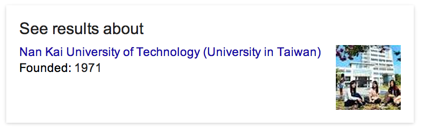 See results about
Nan Kai University of Technology (University in Taiwan)
Founded: 1971